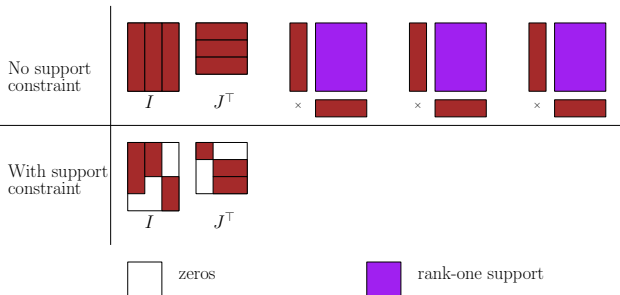 No support
constraint
I
J⊤
×
×
×
With support
constraint
I
J⊤
zeros
rank-one support